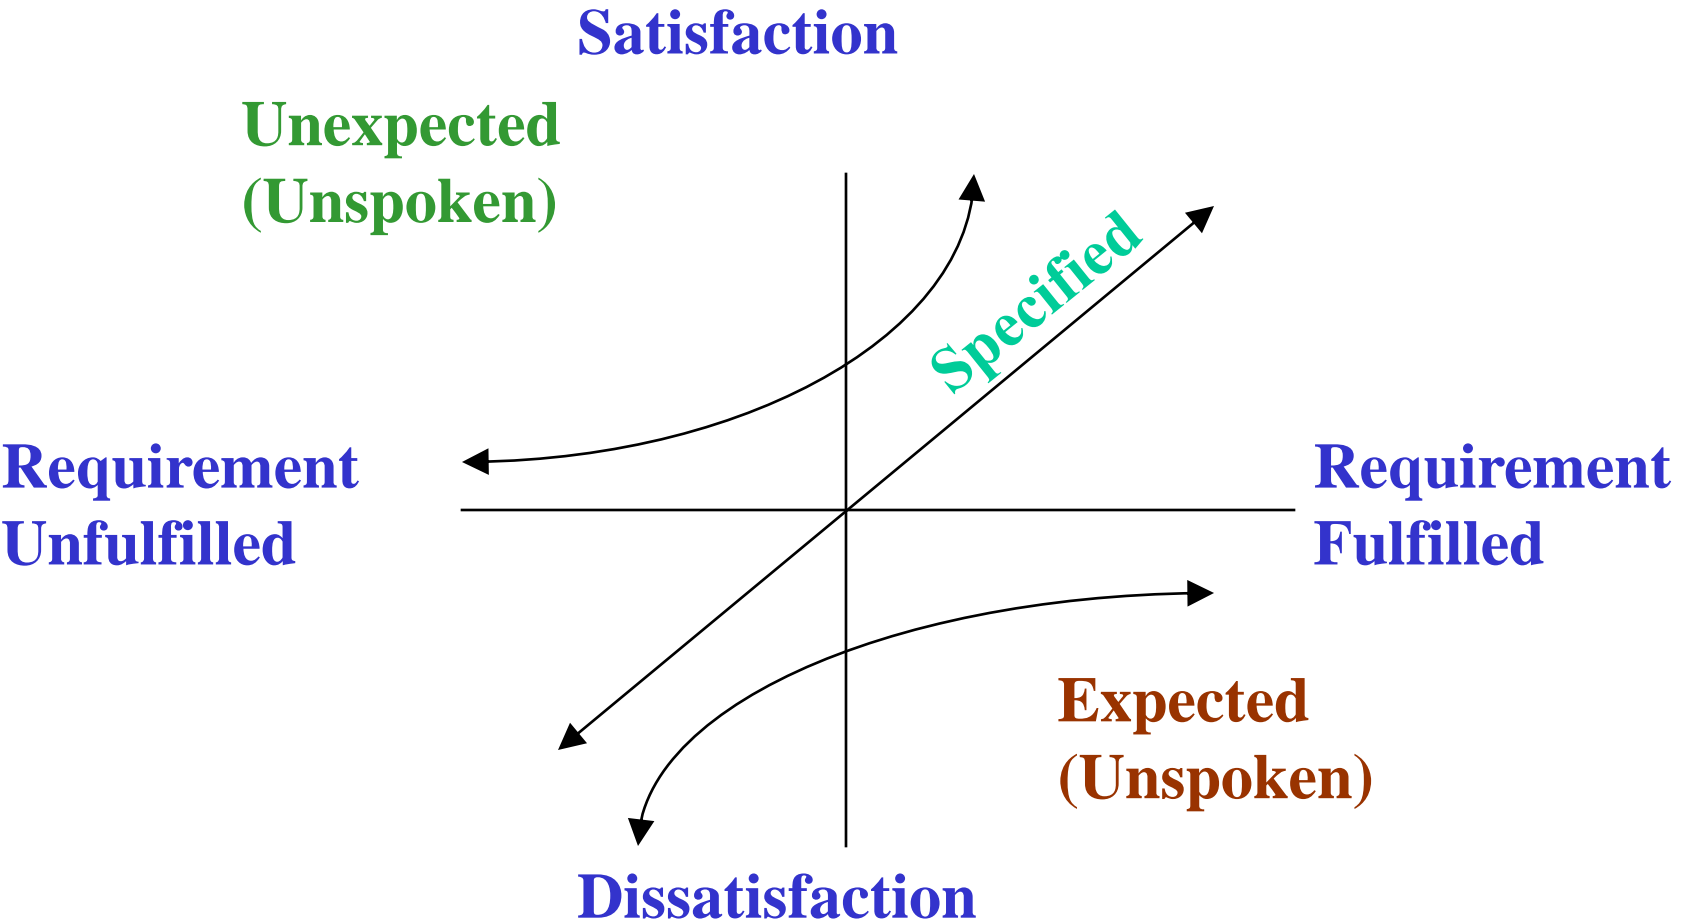 Satisfaction
Unexpected
(Unspoken)
Specified
Requirement
Unfulfilled
Requirement
Fulfilled
Expected
(Unspoken)
Dissatisfaction